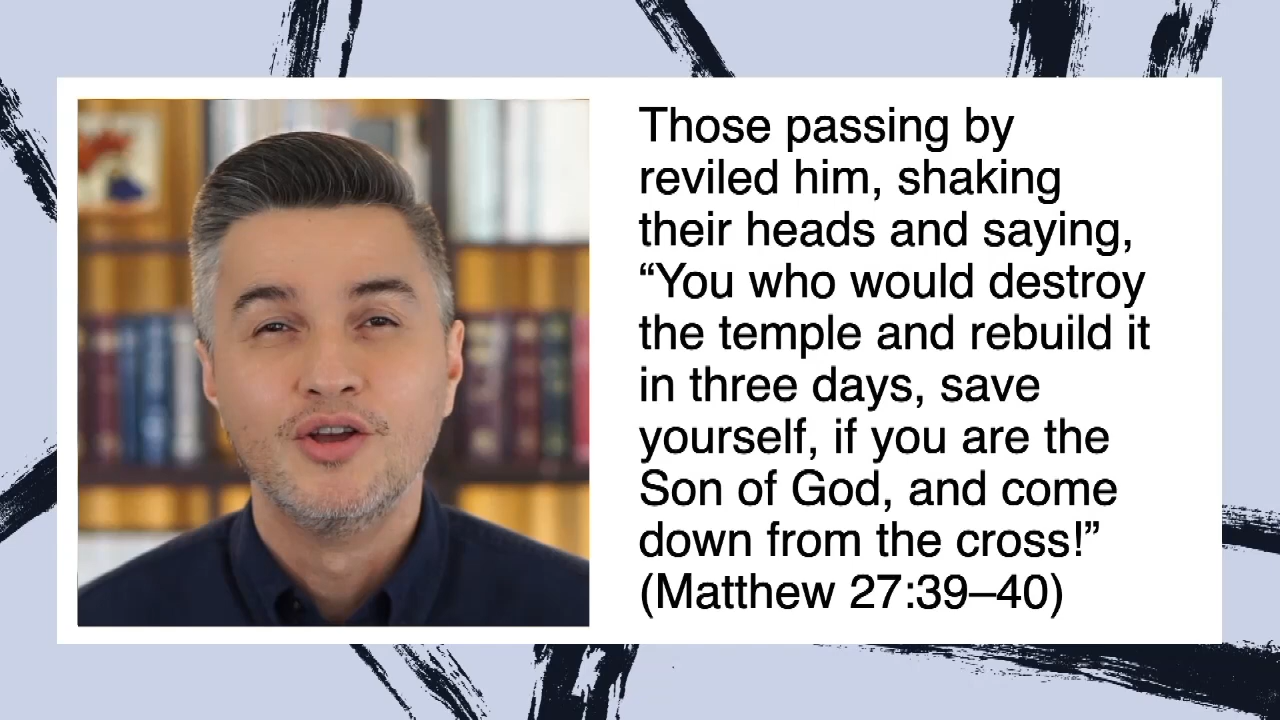 Those passing by
reviled him, shaking
their heads and saying,
“You who would destroy
the temple and rebuild it
in three days, save
yourself, if you are the
Son of God, and come
down from the cross!”
(Matthew 27:39–40)